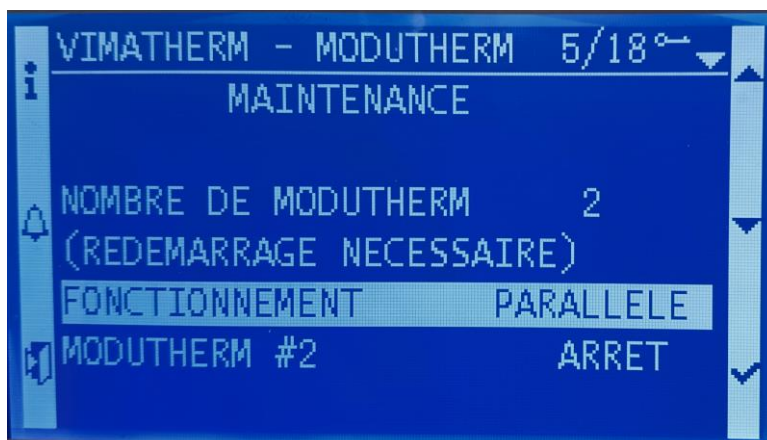 VIMATHERM - MODUTHERM 5/18
MAINTENANCE
NOMBRE DE MODUTHERM 2
(REDEMARRAGE NECESSAIRE)
FONCTIONNEMENT PARALLELE
MODUTHERM #2 ARRET